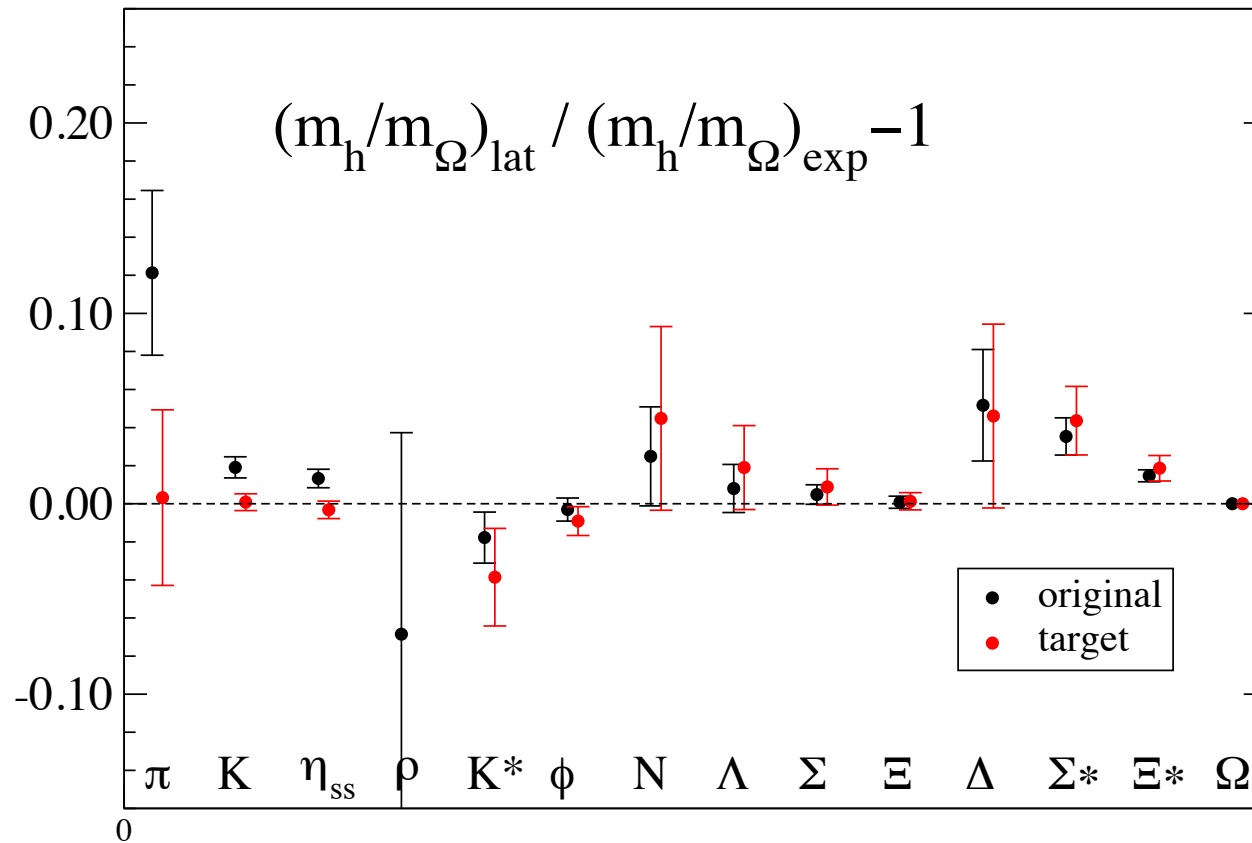 0.20
(m_h/m_Ω)_lat / (m_h/m_Ω)_exp−1
0.10
0.00
original
target
-0.10
π K η_ss ρ K* ϕ N Λ Σ Ξ Δ Σ* Ξ* Ω
0